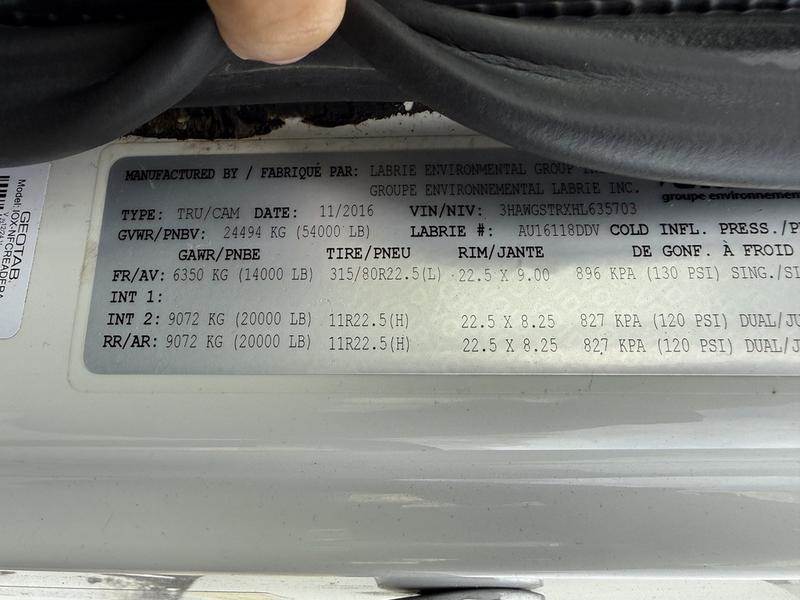 MANUFACTURED BY / FABRIQUÉ PAR: LABRIE ENVIRONMENTAL GROUP
GROUPE ENVIRONNEMENTAL LABRIE INC.
groupe environnemen
TYPE: TRU/CAM DATE: 11/2016 VIN/NIV: 3HAWGSTRXHL635703
GVWR/PNBV: 24494 KG (54000 LB) LABRIE #: AU16118DDV COLD INFL. PRESS./P
GAWR/PNBE TIRE/PNEU RIM/JANTE DE GONF. À FROID
FR/AV: 6350 KG (14000 LB) 315/80R22.5(L) 22.5 X 9.00 896 KPA (130 PSI) SING./SI
INT 1:
INT 2: 9072 KG (20000 LB) 11R22.5(H) 22.5 X 8.25 827 KPA (120 PSI) DUAL/JU
RR/AR: 9072 KG (20000 LB) 11R22.5(H) 22.5 X 8.25 827 KPA (120 PSI) DUAL/J
GEOTAB.